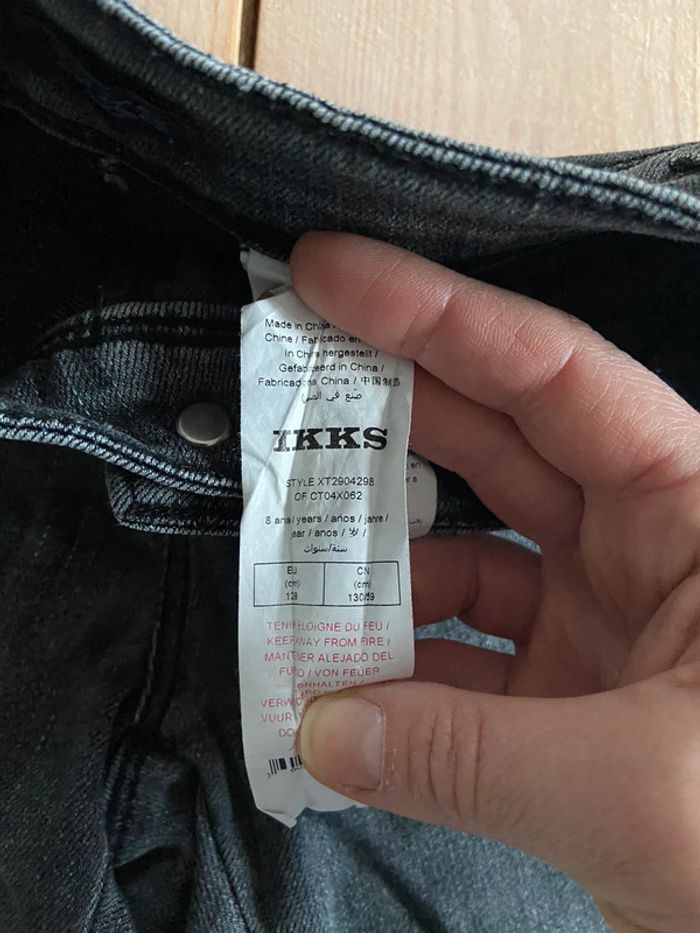 Made in China
Chine / Fabricado en
in China hergestellt /
Gefabriceerd in China /
Fabricado na China / 中国制造
صنع في الصين
IKKS
STYLE XT2904298
OF CT04X062
8 ans / years / años / jahre /
jaar / anos / 岁 /
سنة/سنوات
EU CN
(cm) (cm)
128 130/59
TENIR ELOIGNE DU FEU /
KEEP AWAY FROM FIRE /
MANTENER ALEJADO DEL
FUEGO / VON FEUER
VUUR